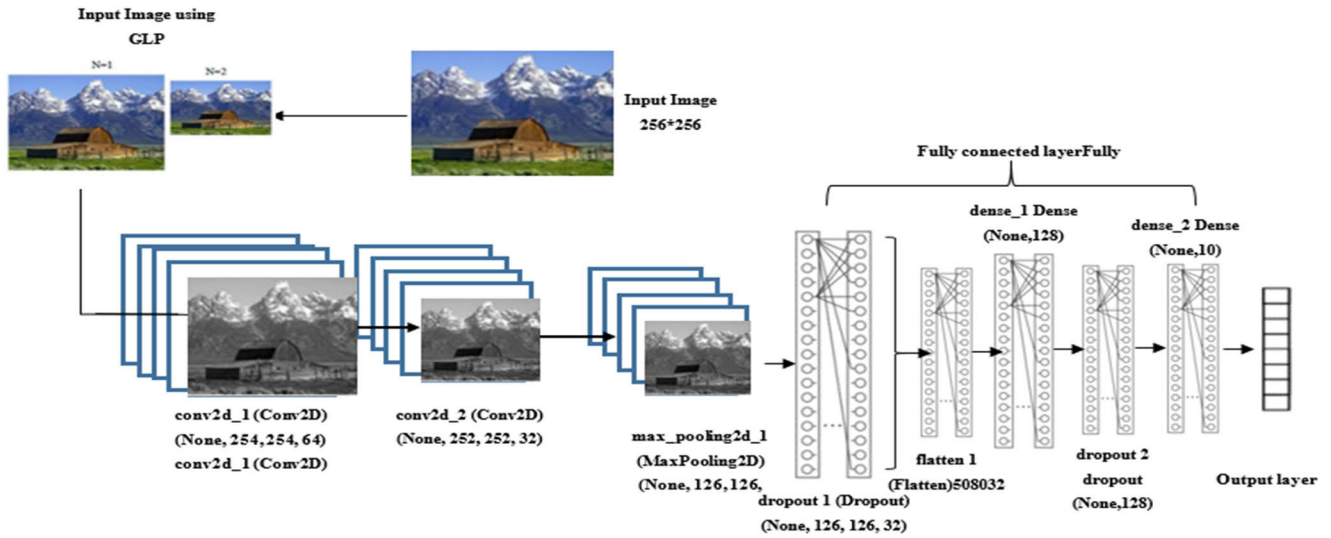 Input Image using
GLP
N=1
N=2
Input Image
256*256
Fully connected layerFully
dense_1 Dense
(None,128)
dense_2 Dense
(None,10)
conv2d_1 (Conv2D)
(None, 254,254, 64)
conv2d_1 (Conv2D)
conv2d_2 (Conv2D)
(None, 252, 252, 32)
max_pooling2d_1
(MaxPooling2D)
(None, 126,126,
dropout 1 (Dropout)
(None, 126, 126, 32)
flatten 1
(Flatten)508032
dropout 2
dropout
(None,128)
Output layer